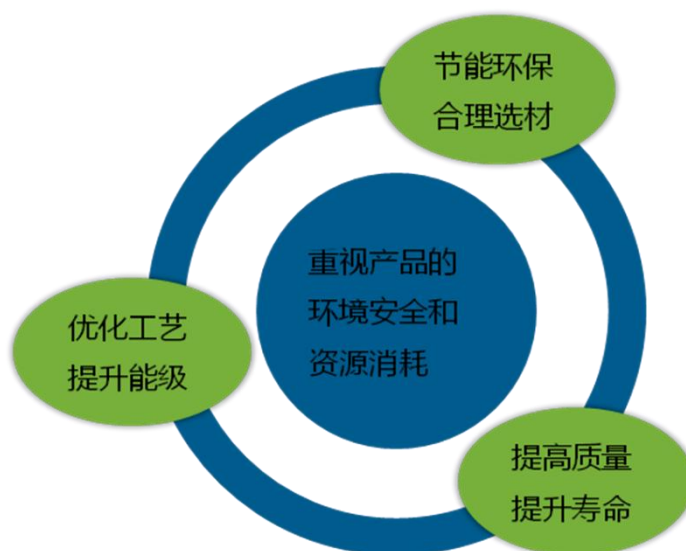 节能环保
合理选材
重视产品的
环境安全和
资源消耗
优化工艺
提升能级
提高质量
提升寿命